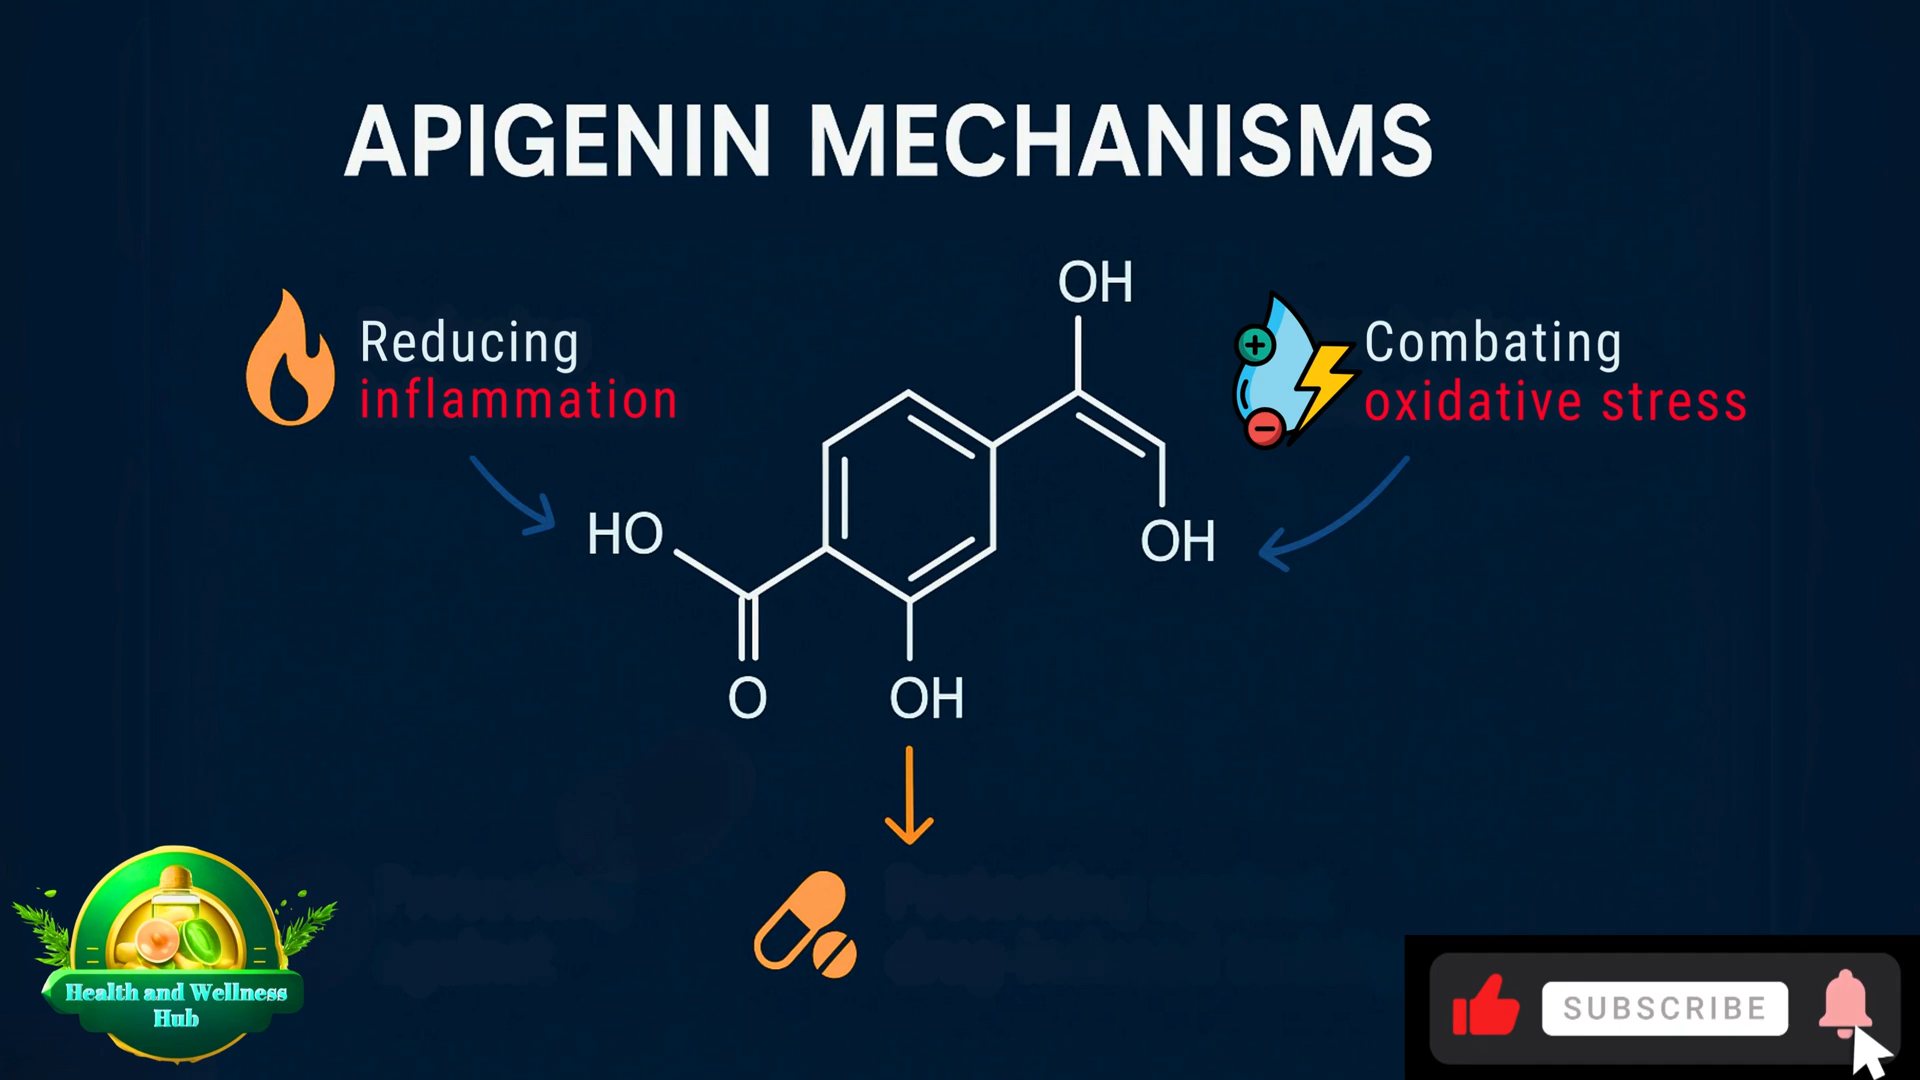 APIGENIN MECHANISMS
Reducing
inflammation
Combating
oxidative stress
OH
HO
OH
O
OH
Health and Wellness
Hub
SUBSCRIBE